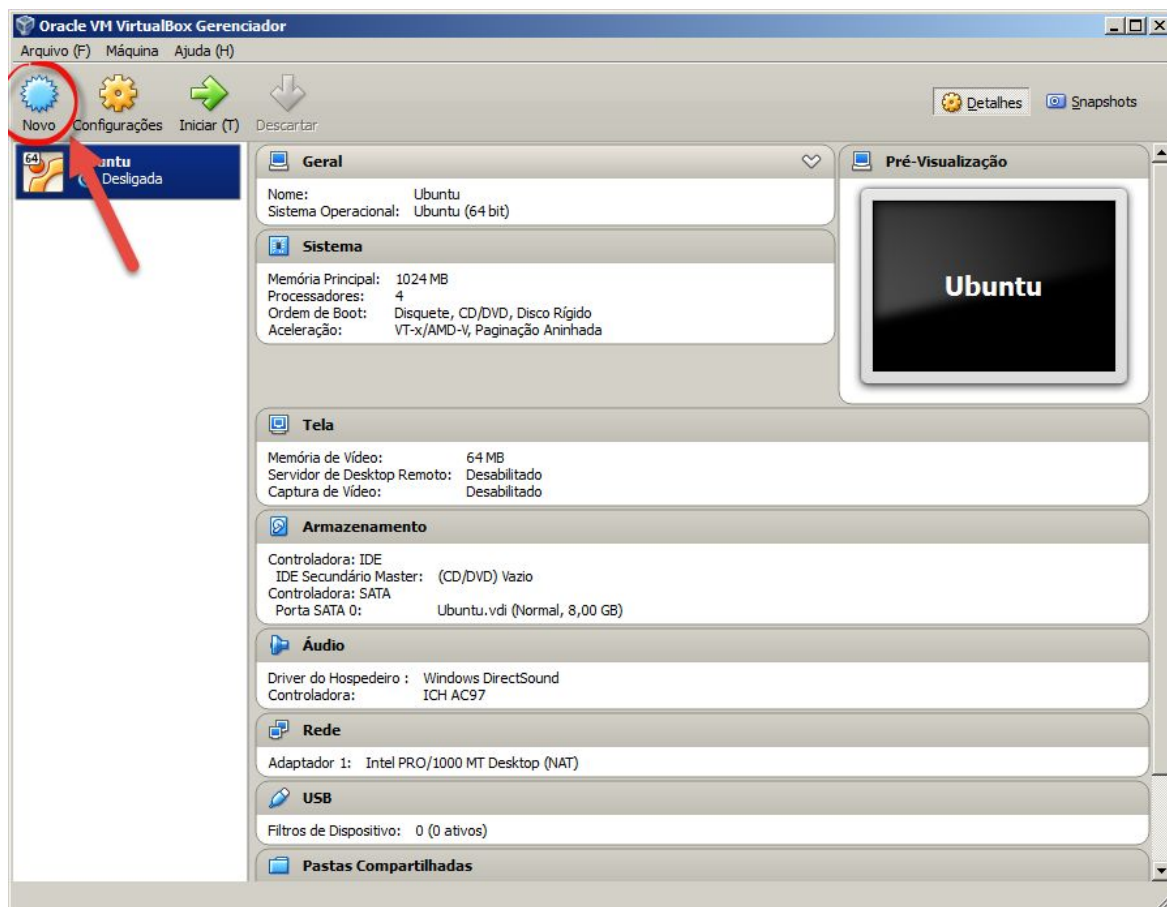 Oracle VM VirtualBox Gerenciador
Arquivo (F) Máquina Ajuda (H)
Novo Configurações Iniciar (T) Descartar
Detalhes Snapshots
64
untu
Desligada
Geral
Nome: Ubuntu
Sistema Operacional: Ubuntu (64 bit)
Pré-Visualização
Ubuntu
Sistema
Memória Principal: 1024 MB
Processadores: 4
Ordem de Boot: Disquete, CD/DVD, Disco Rígido
Aceleração: VT-x/AMD-V, Paginação Aninhada
Tela
Memória de Vídeo: 64 MB
Servidor de Desktop Remoto: Desabilitado
Captura de Vídeo: Desabilitado
Armazenamento
Controladora: IDE
IDE Secundário Master: (CD/DVD) Vazio
Controladora: SATA
Porta SATA 0: Ubuntu.vdi (Normal, 8,00 GB)
Áudio
Driver do Hospedeiro : Windows DirectSound
Controladora: ICH AC97
Rede
Adaptador 1: Intel PRO/1000 MT Desktop (NAT)
USB
Filtros de Dispositivo: 0 (0 ativos)
Pastas Compartilhadas